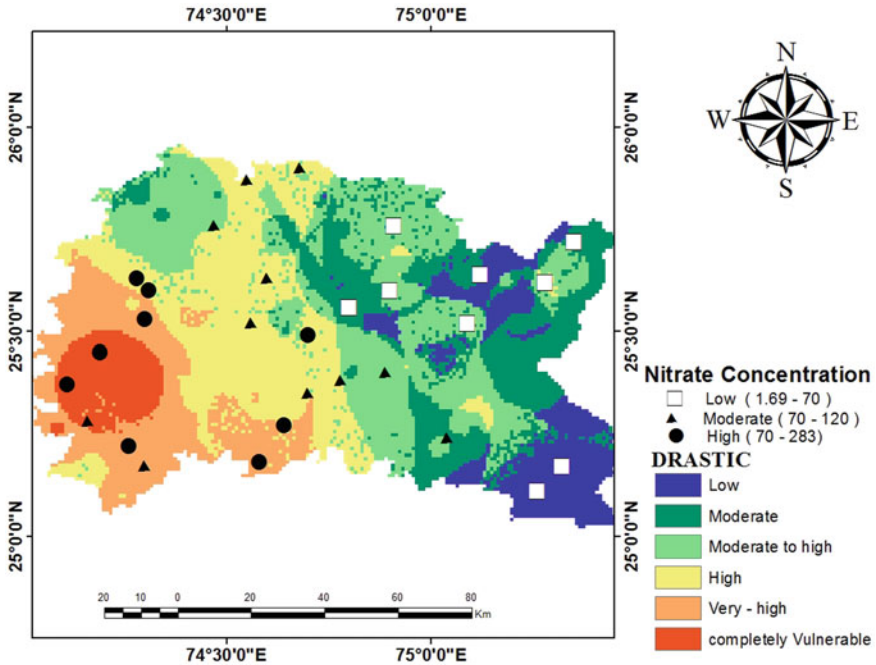 74°30'0"E 75°0'0"E
N
W E
S
26°0'0"N 26°0'0"N
25°30'0"N 25°30'0"N
25°0'0"N 25°0'0"N
Nitrate Concentration
Low ( 1.69 - 70)
Moderate ( 70 - 120 )
High ( 70 - 283)
DRASTIC
Low
Moderate
Moderate to high
High
Very - high
completely Vulnerable
20 10 0 20 40 60 80
Km
74°30'0"E 75°0'0"E